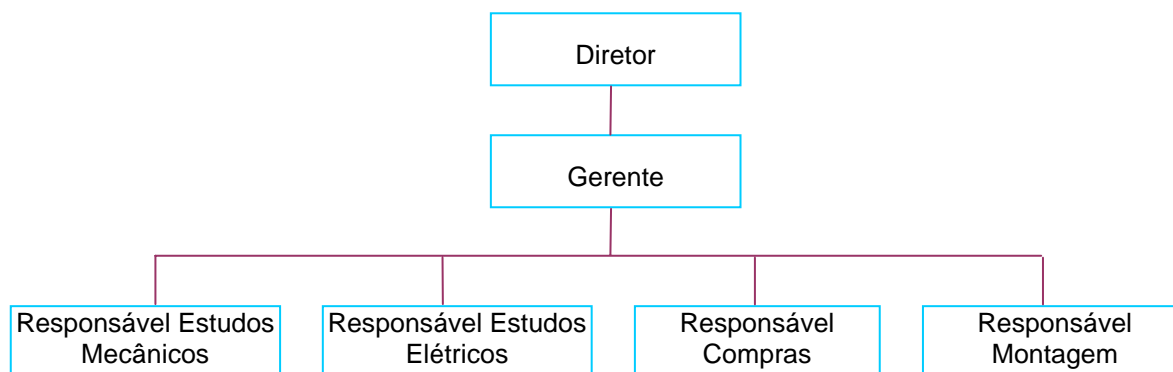 Diretor
Gerente
Responsável Estudos
Mecânicos
Responsável Estudos
Elétricos
Responsável
Compras
Responsável
Montagem